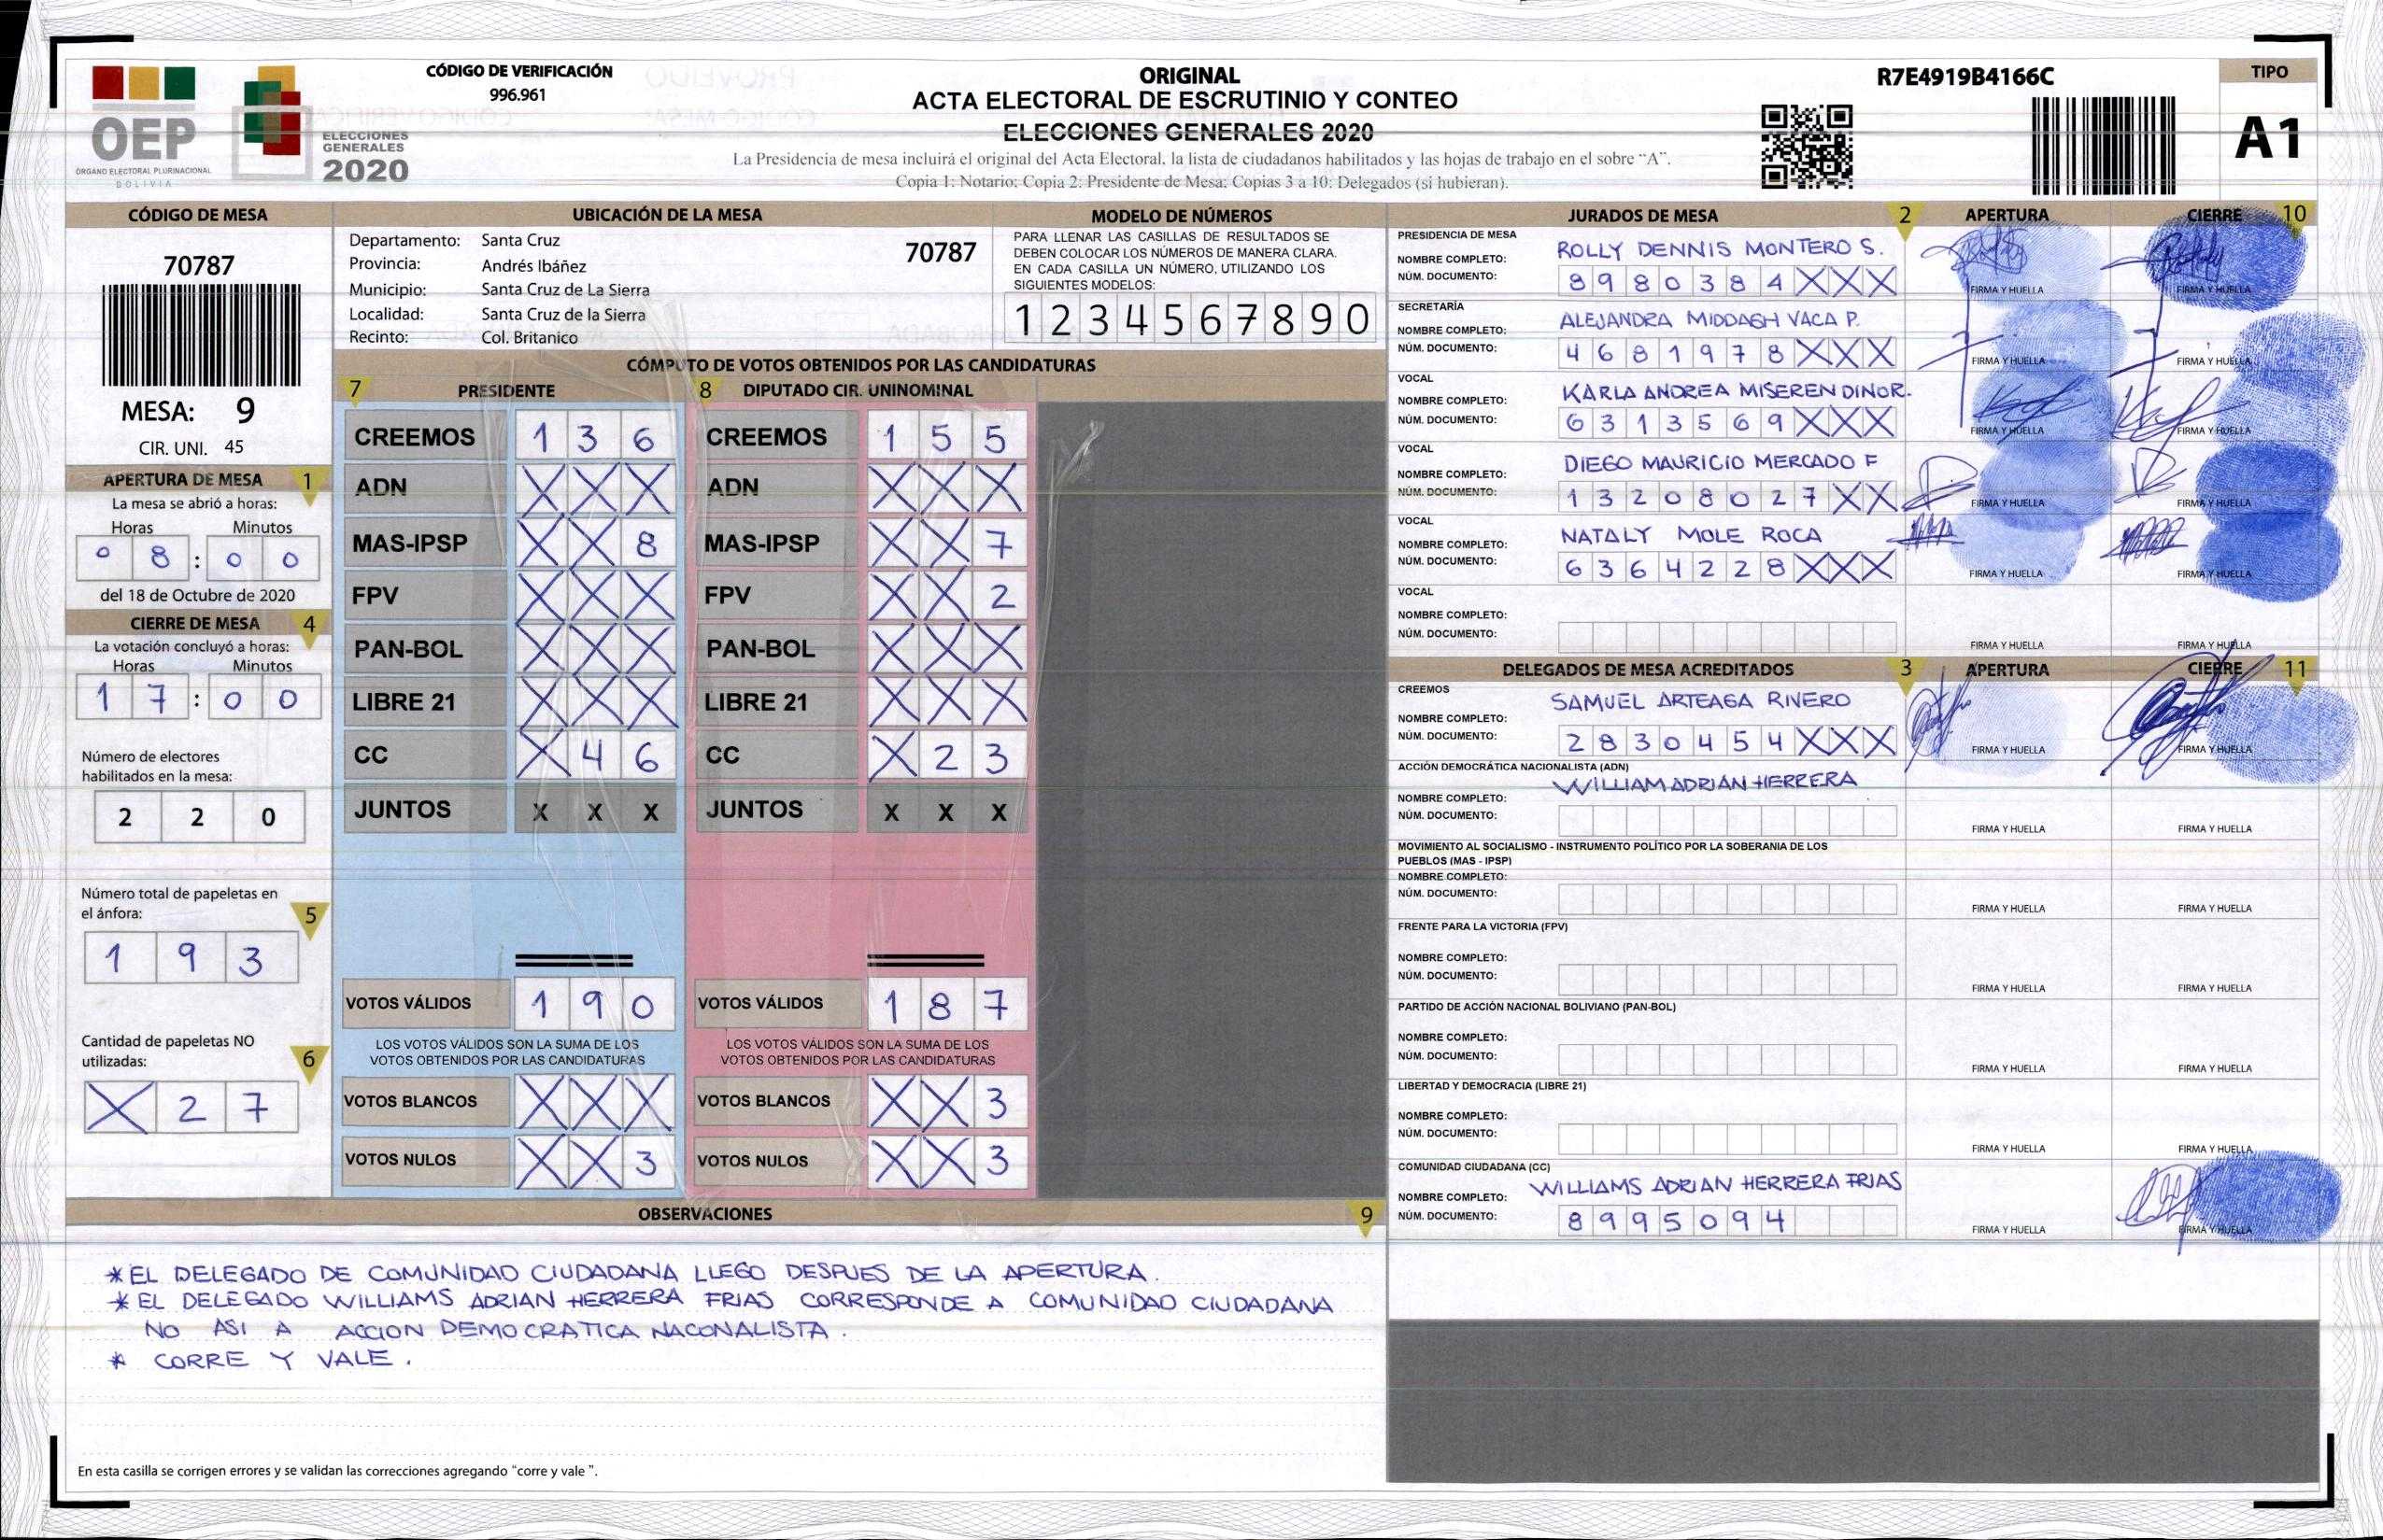 OEP
ÓRGANO ELECTORAL PLURINACIONAL
BOLIVIA
ELECCIONES
GENERALES
2020
CÓDIGO DE VERIFICACIÓN
996.961
ORIGINAL
ACTA ELECTORAL DE ESCRUTINIO Y CONTEO
ELECCIONES GENERALES 2020
La Presidencia de mesa incluirá el original del Acta Electoral, la lista de ciudadanos habilitados y las hojas de trabajo en el sobre "A".
Copia 1: Notario; Copia 2: Presidente de Mesa; Copias 3 a 10: Delegados (si hubieran).
R7E4919B4166C
TIPO
A1
CÓDIGO DE MESA
70787
MESA: 9
CIR. UNI. 45
APERTURA DE MESA 1
La mesa se abrió a horas:
Horas Minutos
0 8 : 0 0
del 18 de Octubre de 2020
CIERRE DE MESA 4
La votación concluyó a horas:
Horas Minutos
1 7 : 0 0
Número de electores
habilitados en la mesa:
2 2 0
Número total de papeletas en
el ánfora: 5
1 9 3
Cantidad de papeletas NO
utilizadas: 6
X 2 7
UBICACIÓN DE LA MESA
Departamento: Santa Cruz
70787
Provincia: Andrés Ibáñez
Municipio: Santa Cruz de La Sierra
Localidad: Santa Cruz de la Sierra
Recinto: Col. Britanico
MODELO DE NÚMEROS
PARA LLENAR LAS CASILLAS DE RESULTADOS SE
DEBEN COLOCAR LOS NÚMEROS DE MANERA CLARA.
EN CADA CASILLA UN NÚMERO, UTILIZANDO LOS
SIGUIENTES MODELOS:
1 2 3 4 5 6 7 8 9 0
CÓMPUTO DE VOTOS OBTENIDOS POR LAS CANDIDATURAS
7 PRESIDENTE
CREEMOS 1 3 6
ADN X X X
MAS-IPSP X X 8
FPV X X X
PAN-BOL X X X
LIBRE 21 X X X
CC X 4 6
JUNTOS X X X
VOTOS VÁLIDOS 1 9 0
LOS VOTOS VÁLIDOS SON LA SUMA DE LOS
VOTOS OBTENIDOS POR LAS CANDIDATURAS
VOTOS BLANCOS X X X
VOTOS NULOS X X 3
8 DIPUTADO CIR. UNINOMINAL
CREEMOS 1 5 5
ADN X X X
MAS-IPSP X X 7
FPV X X 2
PAN-BOL X X X
LIBRE 21 X X X
CC X 2 3
JUNTOS X X X
VOTOS VÁLIDOS 1 8 7
LOS VOTOS VÁLIDOS SON LA SUMA DE LOS
VOTOS OBTENIDOS POR LAS CANDIDATURAS
VOTOS BLANCOS X X 3
VOTOS NULOS X X 3
OBSERVACIONES 9
* EL DELEGADO DE COMUNIDAD CIUDADANA LLEGO DESPUES DE LA APERTURA.
* EL DELEGADO WILLIAMS ADRIAN HERRERA FRIAS CORRESPONDE A COMUNIDAD CIUDADANA
NO ASI A ACCION DEMOCRATICA NACONALISTA.
* CORRE Y VALE.
En esta casilla se corrigen errores y se validan las correcciones agregando "corre y vale ".
JURADOS DE MESA 2 APERTURA CIERRE 10
PRESIDENCIA DE MESA
NOMBRE COMPLETO: ROLLY DENNIS MONTERO S.
NÚM. DOCUMENTO: 8 9 8 0 3 8 4 X X X
FIRMA Y HUELLA FIRMA Y HUELLA
SECRETARÍA
NOMBRE COMPLETO: ALEJANDRA MIDDAGH VACA P.
NÚM. DOCUMENTO: 4 6 8 1 9 7 8 X X X
FIRMA Y HUELLA FIRMA Y HUELLA
VOCAL
NOMBRE COMPLETO: KARLA ANDREA MISERENDINO R.
NÚM. DOCUMENTO: 6 3 1 3 5 6 9 X X X
FIRMA Y HUELLA FIRMA Y HUELLA
VOCAL
NOMBRE COMPLETO: DIEGO MAURICIO MERCADO F
NÚM. DOCUMENTO: 1 3 2 0 8 0 2 7 X X
FIRMA Y HUELLA FIRMA Y HUELLA
VOCAL
NOMBRE COMPLETO: NATALY MOLE ROCA
NÚM. DOCUMENTO: 6 3 6 4 2 2 8 X X X
FIRMA Y HUELLA FIRMA Y HUELLA
VOCAL
NOMBRE COMPLETO:
NÚM. DOCUMENTO:
FIRMA Y HUELLA FIRMA Y HUELLA
DELEGADOS DE MESA ACREDITADOS 3 APERTURA CIERRE 11
CREEMOS
NOMBRE COMPLETO: SAMUEL ARTEAGA RIVERO
NÚM. DOCUMENTO: 2 8 3 0 4 5 4 X X X
FIRMA Y HUELLA FIRMA Y HUELLA
ACCIÓN DEMOCRÁTICA NACIONALISTA (ADN)
NOMBRE COMPLETO: WILLIAM ADRIAN HERRERA
NÚM. DOCUMENTO:
FIRMA Y HUELLA FIRMA Y HUELLA
MOVIMIENTO AL SOCIALISMO - INSTRUMENTO POLÍTICO POR LA SOBERANIA DE LOS
PUEBLOS (MAS - IPSP)
NOMBRE COMPLETO:
NÚM. DOCUMENTO:
FIRMA Y HUELLA FIRMA Y HUELLA
FRENTE PARA LA VICTORIA (FPV)
NOMBRE COMPLETO:
NÚM. DOCUMENTO:
FIRMA Y HUELLA FIRMA Y HUELLA
PARTIDO DE ACCIÓN NACIONAL BOLIVIANO (PAN-BOL)
NOMBRE COMPLETO:
NÚM. DOCUMENTO:
FIRMA Y HUELLA FIRMA Y HUELLA
LIBERTAD Y DEMOCRACIA (LIBRE 21)
NOMBRE COMPLETO:
NÚM. DOCUMENTO:
FIRMA Y HUELLA FIRMA Y HUELLA
COMUNIDAD CIUDADANA (CC)
NOMBRE COMPLETO: WILLIAMS ADRIAN HERRERA FRIAS
NÚM. DOCUMENTO: 8 9 9 5 0 9 4
FIRMA Y HUELLA FIRMA Y HUELLA